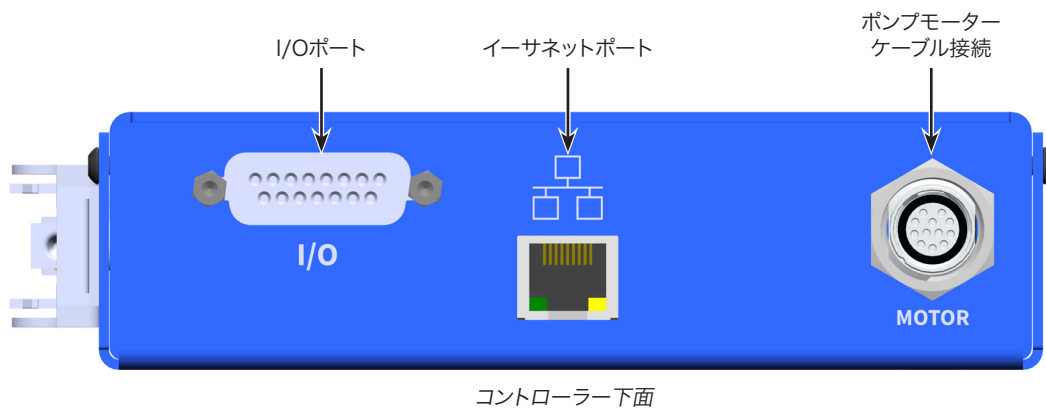 I/Oポート
イーサネットポート
ポンプモーター
ケーブル接続
I/O
MOTOR
コントローラー下面